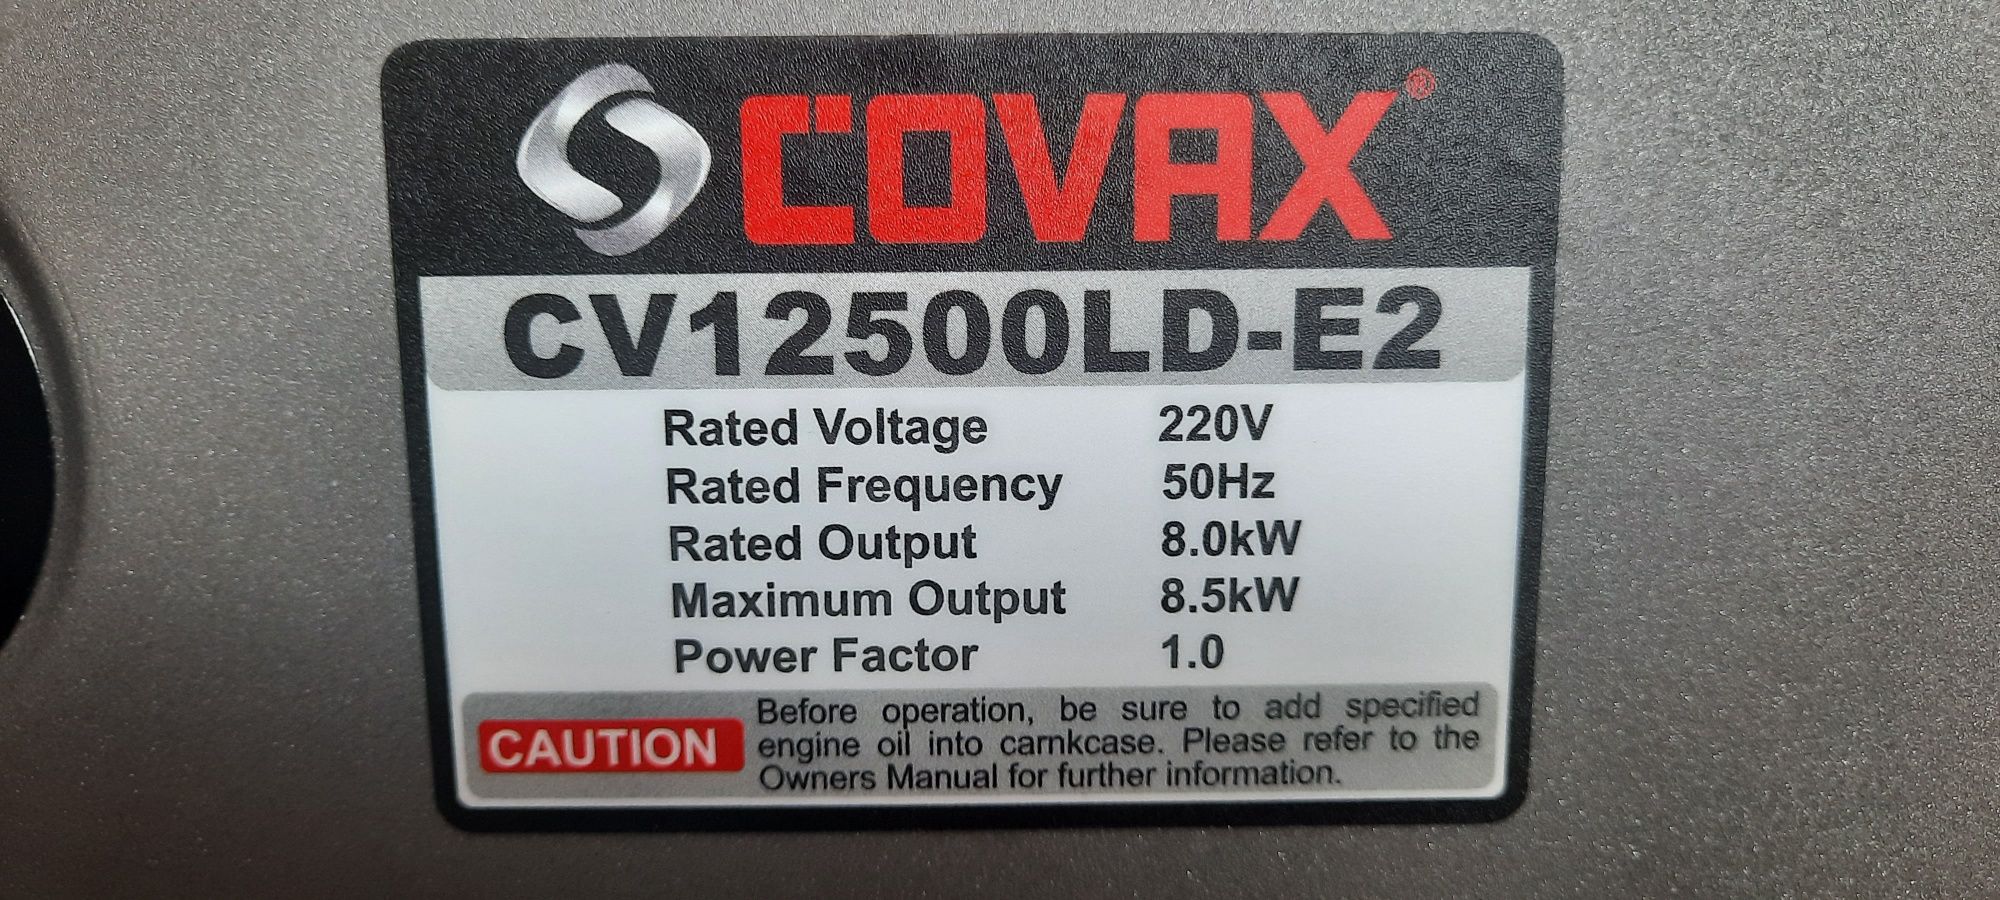 COVAX®
CV12500LD-E2
Rated Voltage 220V
Rated Frequency 50Hz
Rated Output 8.0kW
Maximum Output 8.5kW
Power Factor 1.0
CAUTION
Before operation, be sure to add specified
engine oil into carnkcase. Please refer to the
Owners Manual for further information.